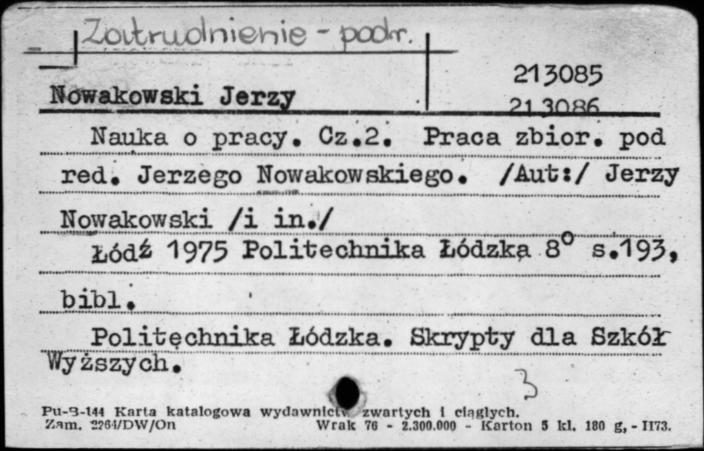 Zatrudnienie - podr.
213085
Nowakowski Jerzy
213086
Nauka o pracy. Cz.2. Praca zbior. pod
red. Jerzego Nowakowskiego. /Aut:/ Jerzy
Nowakowski /i in./
Łódź 1975 Politechnika Łódzka 8° s.193,
bibl.
Politechnika Łódzka. Skrypty dla Szkół
Wyższych.
3
Pu-B-144 Karta katalogowa wydawnictw zwartych i ciągłych.
Zam. 2264/DW/On Wrak 76 - 2.300.000 - Karton 5 kl. 180 g, - II73.